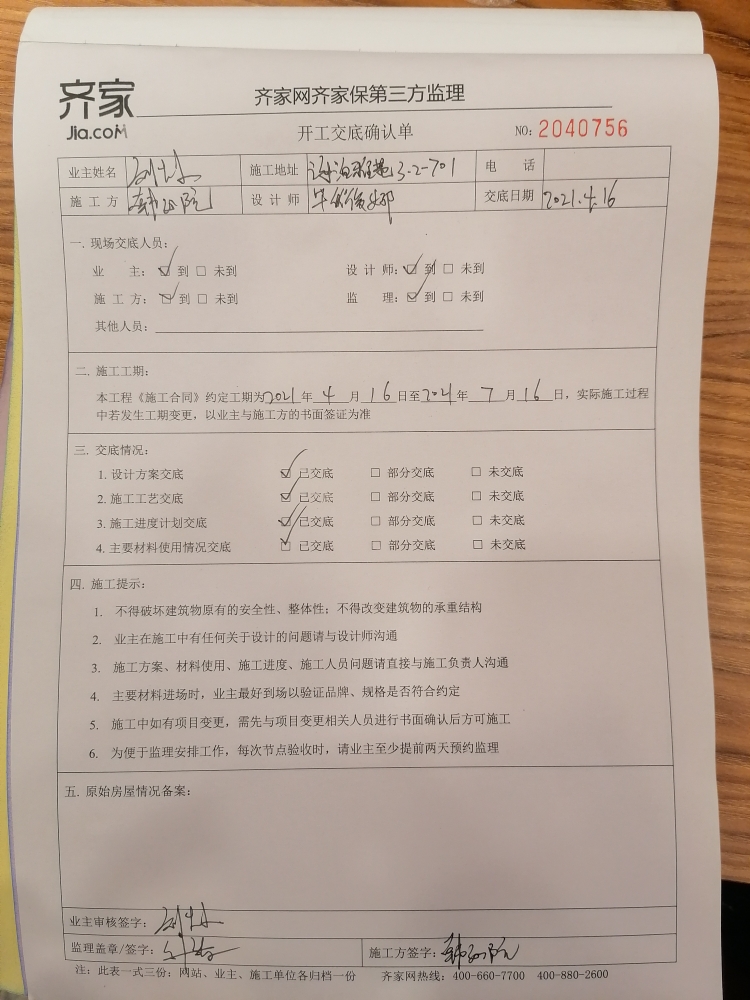 齐家
Jia.com
齐家网齐家保第三方监理
开工交底确认单 NO: 2040756
业主姓名 施工地址 3-2-701 电 话
施工方 设计师 交底日期 2021.4.16
一. 现场交底人员:
业 主: ☑ 到 □ 未到 设计师: ☑ 到 □ 未到
施工方: ☑ 到 □ 未到 监 理: ☑ 到 □ 未到
其他人员:
二. 施工工期:
本工程《施工合同》约定工期为2021年4月16日至2021年7月16日, 实际施工过程
中若发生工期变更, 以业主与施工方的书面签证为准
三. 交底情况:
1. 设计方案交底 ☑ 已交底 □ 部分交底 □ 未交底
2. 施工工艺交底 ☑ 已交底 □ 部分交底 □ 未交底
3. 施工进度计划交底 ☑ 已交底 □ 部分交底 □ 未交底
4. 主要材料使用情况交底 ☑ 已交底 □ 部分交底 □ 未交底
四. 施工提示:
1. 不得破坏建筑物原有的安全性、整体性; 不得改变建筑物的承重结构
2. 业主在施工中有任何关于设计的问题请与设计师沟通
3. 施工方案、材料使用、施工进度、施工人员问题请直接与施工负责人沟通
4. 主要材料进场时, 业主最好到场以验证品牌、规格是否符合约定
5. 施工中如有项目变更, 需先与项目变更相关人员进行书面确认后方可施工
6. 为便于监理安排工作, 每次节点验收时, 请业主至少提前两天预约监理
五. 原始房屋情况备案:
业主审核签字:
监理盖章/签字: 施工方签字:
注: 此表一式三份: 网站、业主、施工单位各归档一份 齐家网热线: 400-660-7700 400-880-2600